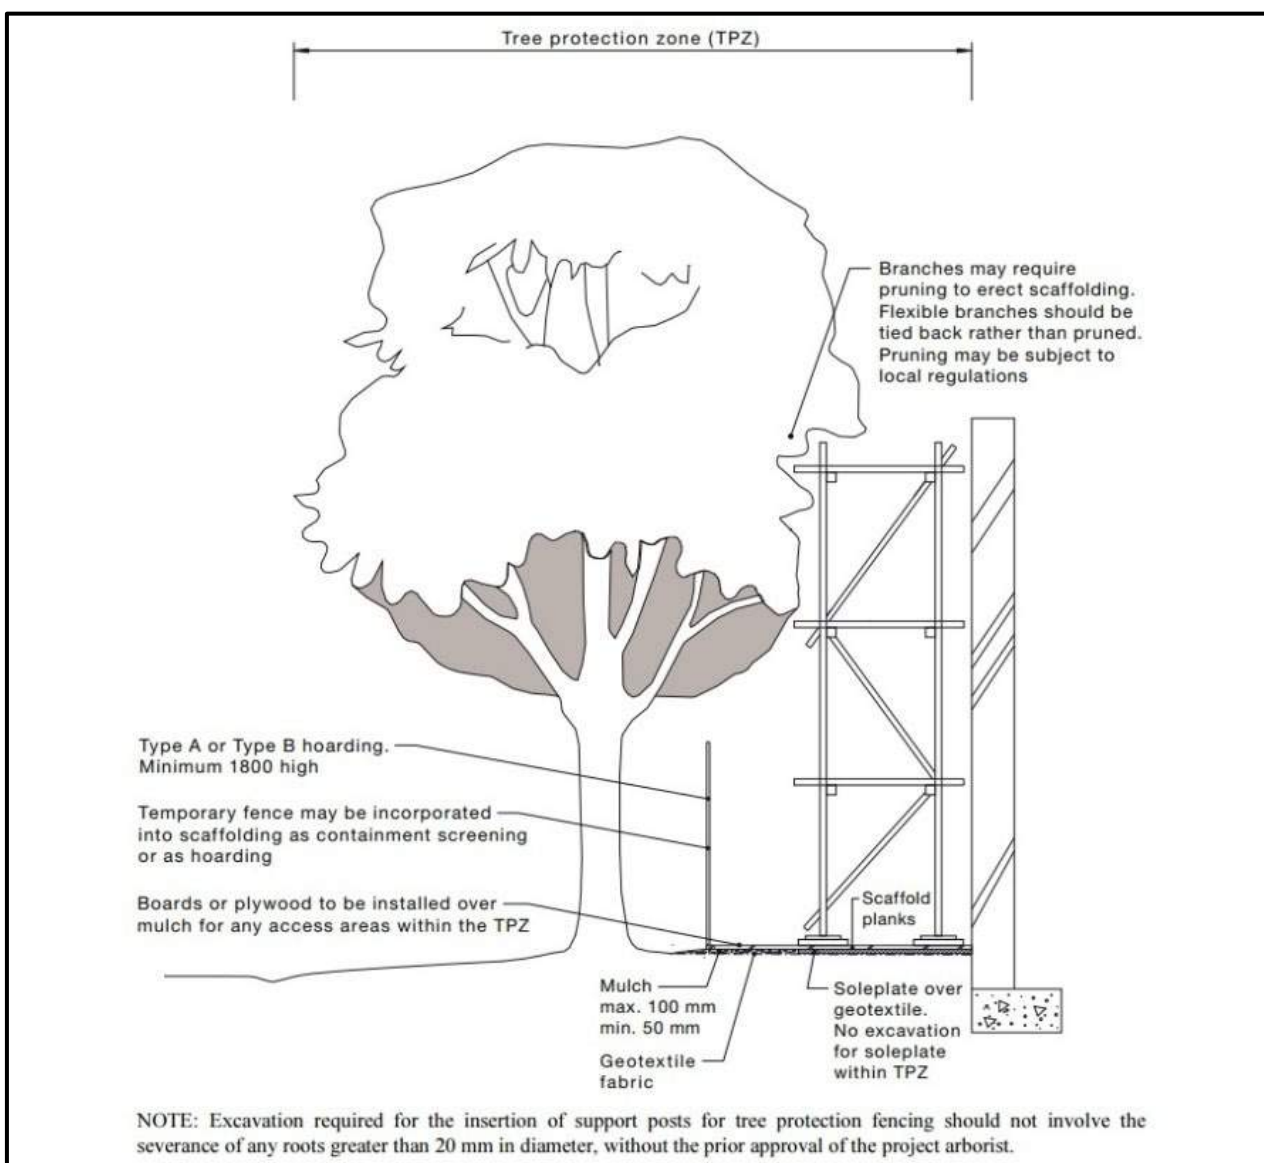 Tree protection zone (TPZ)
Branches may require
pruning to erect scaffolding.
Flexible branches should be
tied back rather than pruned.
Pruning may be subject to
local regulations
Type A or Type B hoarding.
Minimum 1800 high
Temporary fence may be incorporated
into scaffolding as containment screening
or as hoarding
Boards or plywood to be installed over
mulch for any access areas within the TPZ
Scaffold
planks
Mulch
max. 100 mm
min. 50 mm
Geotextile
fabric
Soleplate over
geotextile.
No excavation
for soleplate
within TPZ
NOTE: Excavation required for the insertion of support posts for tree protection fencing should not involve the
severance of any roots greater than 20 mm in diameter, without the prior approval of the project arborist.